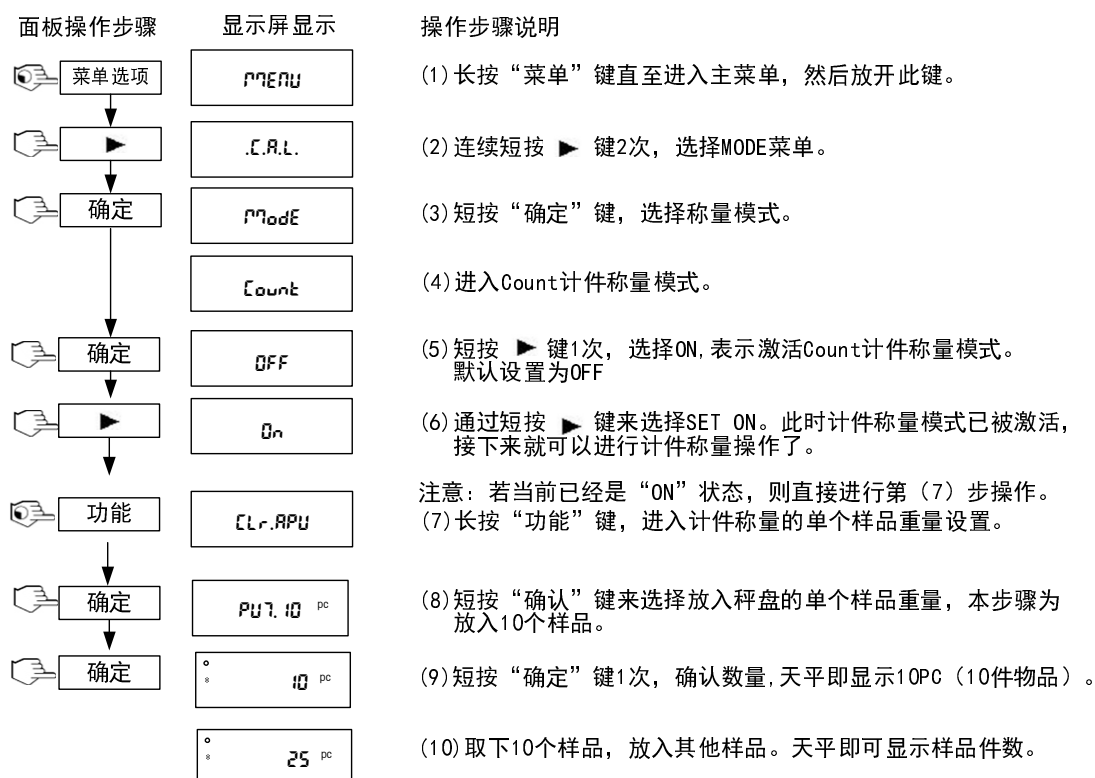 面板操作步骤 显示屏显示 操作步骤说明
菜单选项 MENU (1)长按“菜单”键直至进入主菜单，然后放开此键。
.C.A.L. (2)连续短按 ▶ 键2次，选择MODE菜单。
确定 ModE (3)短按“确定”键，选择称量模式。
Count (4)进入Count计件称量模式。
确定 OFF (5)短按 ▶ 键1次，选择ON,表示激活Count计件称量模式。
默认设置为OFF
On (6)通过短按 ▶ 键来选择SET ON。此时计件称量模式已被激活，
接下来就可以进行计件称量操作了。
注意：若当前已经是“ON”状态，则直接进行第（7）步操作。
功能 CLr.APU (7)长按“功能”键，进入计件称量的单个样品重量设置。
确定 PUT.10 pc (8)短按“确认”键来选择放入秤盘的单个样品重量，本步骤为
放入10个样品。
确定 10 pc (9)短按“确定”键1次，确认数量,天平即显示10PC（10件物品）。
25 pc (10)取下10个样品，放入其他样品。天平即可显示样品件数。